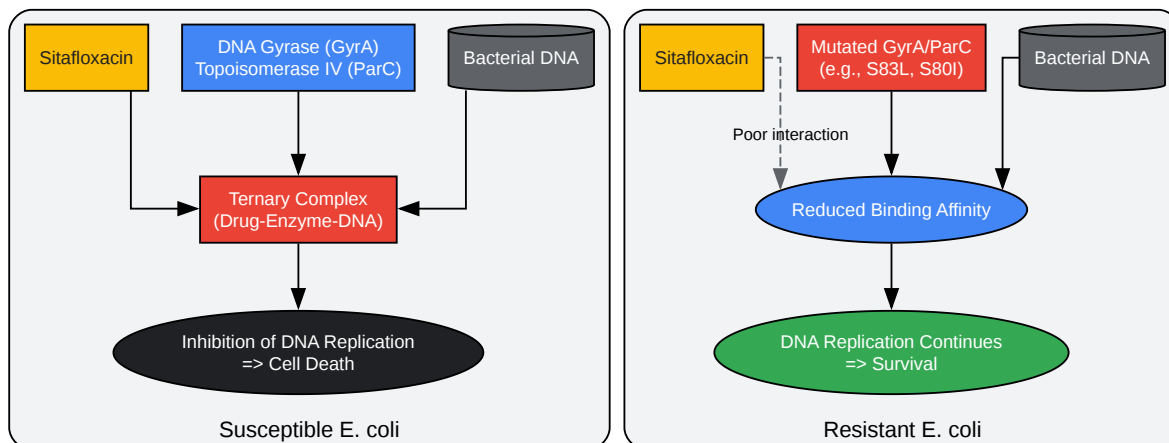 Sitafloxacin
DNA Gyrase (GyrA)
Topoisomerase IV (ParC)
Bacterial DNA
Ternary Complex
(Drug-Enzyme-DNA)
Inhibition of DNA Replication
=> Cell Death
Susceptible E. coli
Sitafloxacin
Mutated GyrA/ParC
(e.g., S83L, S80I)
Bacterial DNA
Poor interaction
Reduced Binding Affinity
DNA Replication Continues
=> Survival
Resistant E. coli